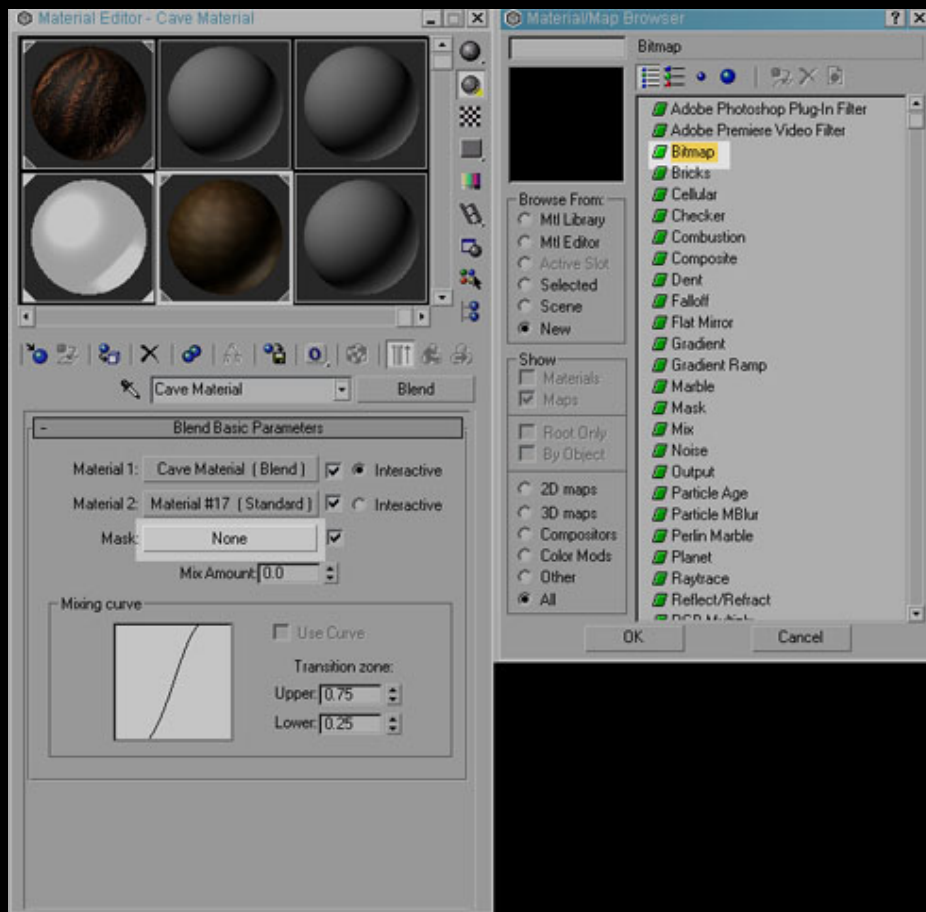 Material Editor - Cave Material
Cave Material
Blend
- Blend Basic Parameters
Material 1: Cave Material ( Blend ) Interactive
Material 2: Material #17 ( Standard ) Interactive
Mask: None
Mix Amount: 0.0
Mixing curve
Use Curve
Transition zone:
Upper: 0.75
Lower: 0.25
Material/Map Browser
Bitmap
Browse From:
Mtl Library
Mtl Editor
Active Slot
Selected
Scene
New
Show
Materials
Maps
Root Only
By Object
2D maps
3D maps
Compositors
Color Mods
Other
All
Adobe Photoshop Plug-In Filter
Adobe Premiere Video Filter
Bitmap
Bricks
Cellular
Checker
Combustion
Composite
Dent
Falloff
Flat Mirror
Gradient
Gradient Ramp
Marble
Mask
Mix
Noise
Output
Particle Age
Particle MBlur
Perlin Marble
Planet
Raytrace
Reflect/Refract
OK
Cancel